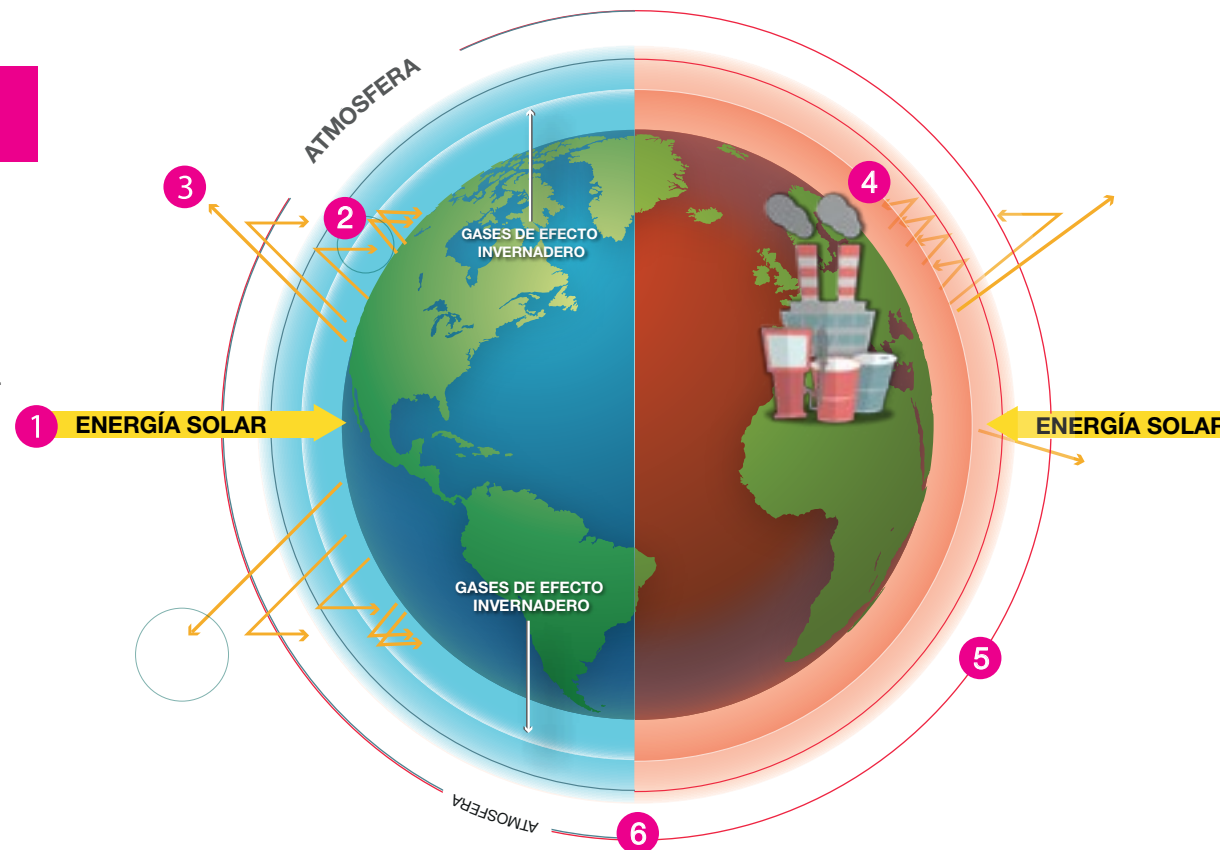 ATMOSFERA
3
2
4
GASES DE EFECTO
INVERNADERO
1
ENERGÍA SOLAR
ENERGÍA SOLAR
GASES DE EFECTO
INVERNADERO
5
ATMOSFERA
6